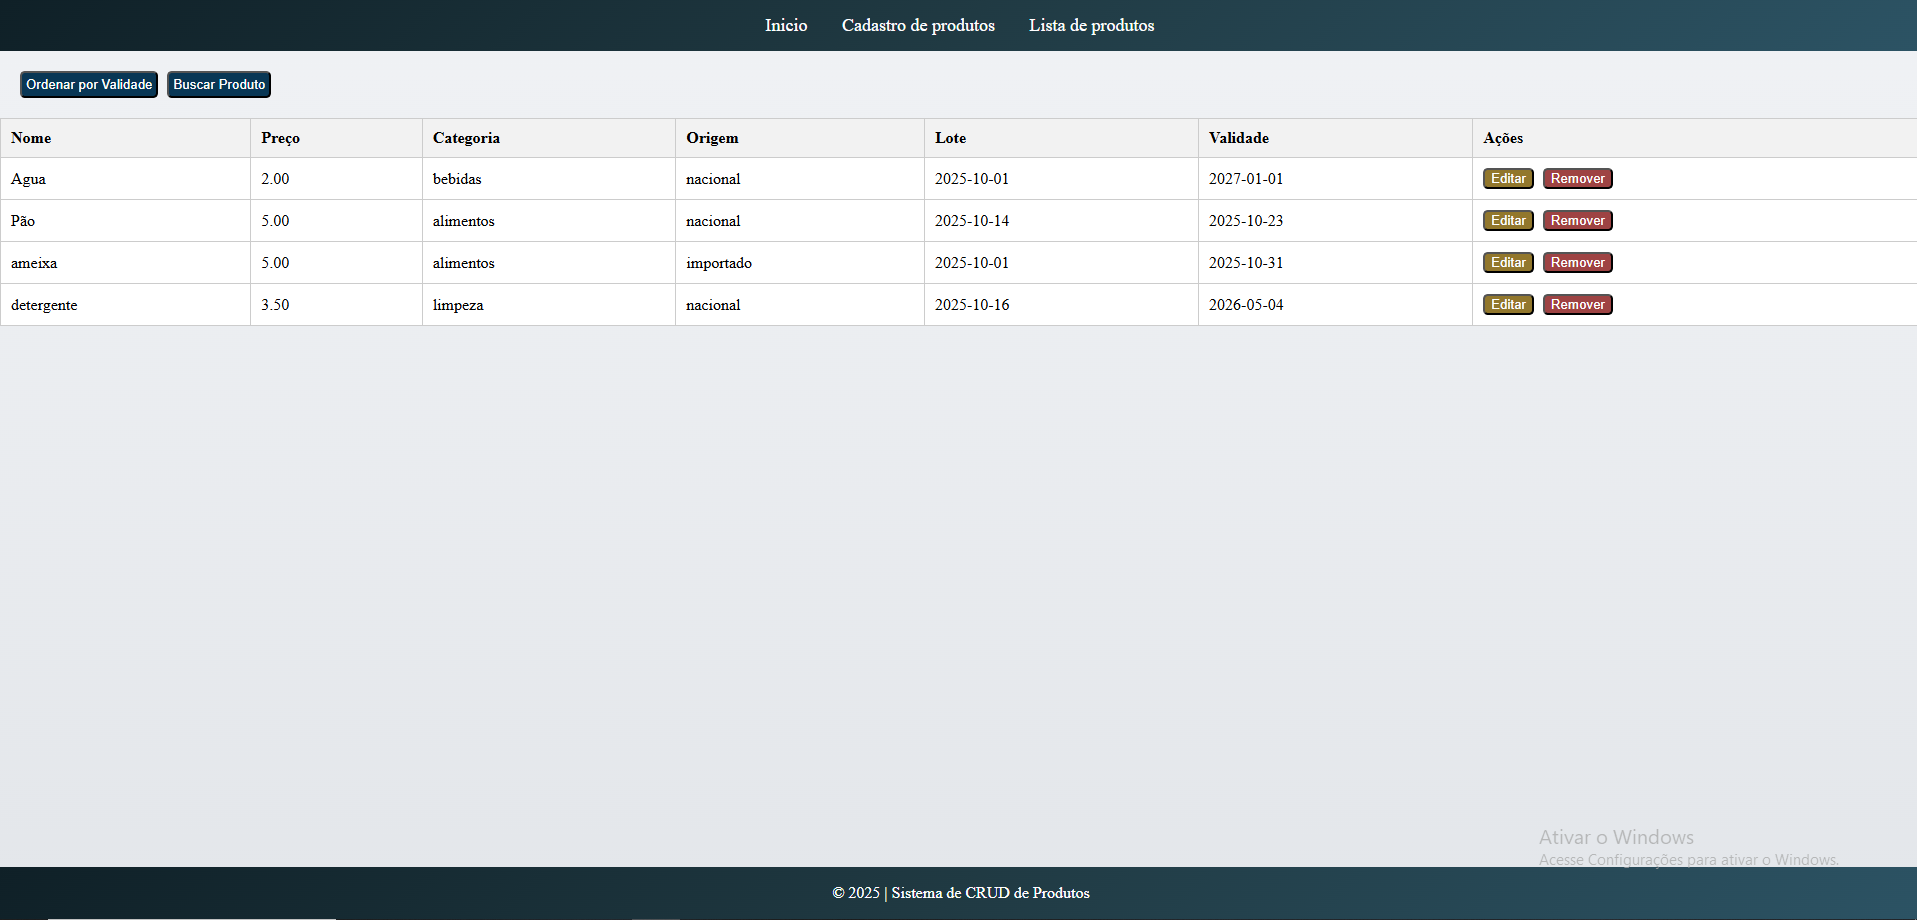 Inicio Cadastro de produtos Lista de produtos
Ordenar por Validade Buscar Produto
Nome Preço Categoria Origem Lote Validade Ações
Agua 2.00 bebidas nacional 2025-10-01 2027-01-01 Editar Remover
Pão 5.00 alimentos nacional 2025-10-14 2025-10-23 Editar Remover
ameixa 5.00 alimentos importado 2025-10-01 2025-10-31 Editar Remover
detergente 3.50 limpeza nacional 2025-10-16 2026-05-04 Editar Remover
Ativar o Windows
Acesse Configurações para ativar o Windows.
© 2025 | Sistema de CRUD de Produtos